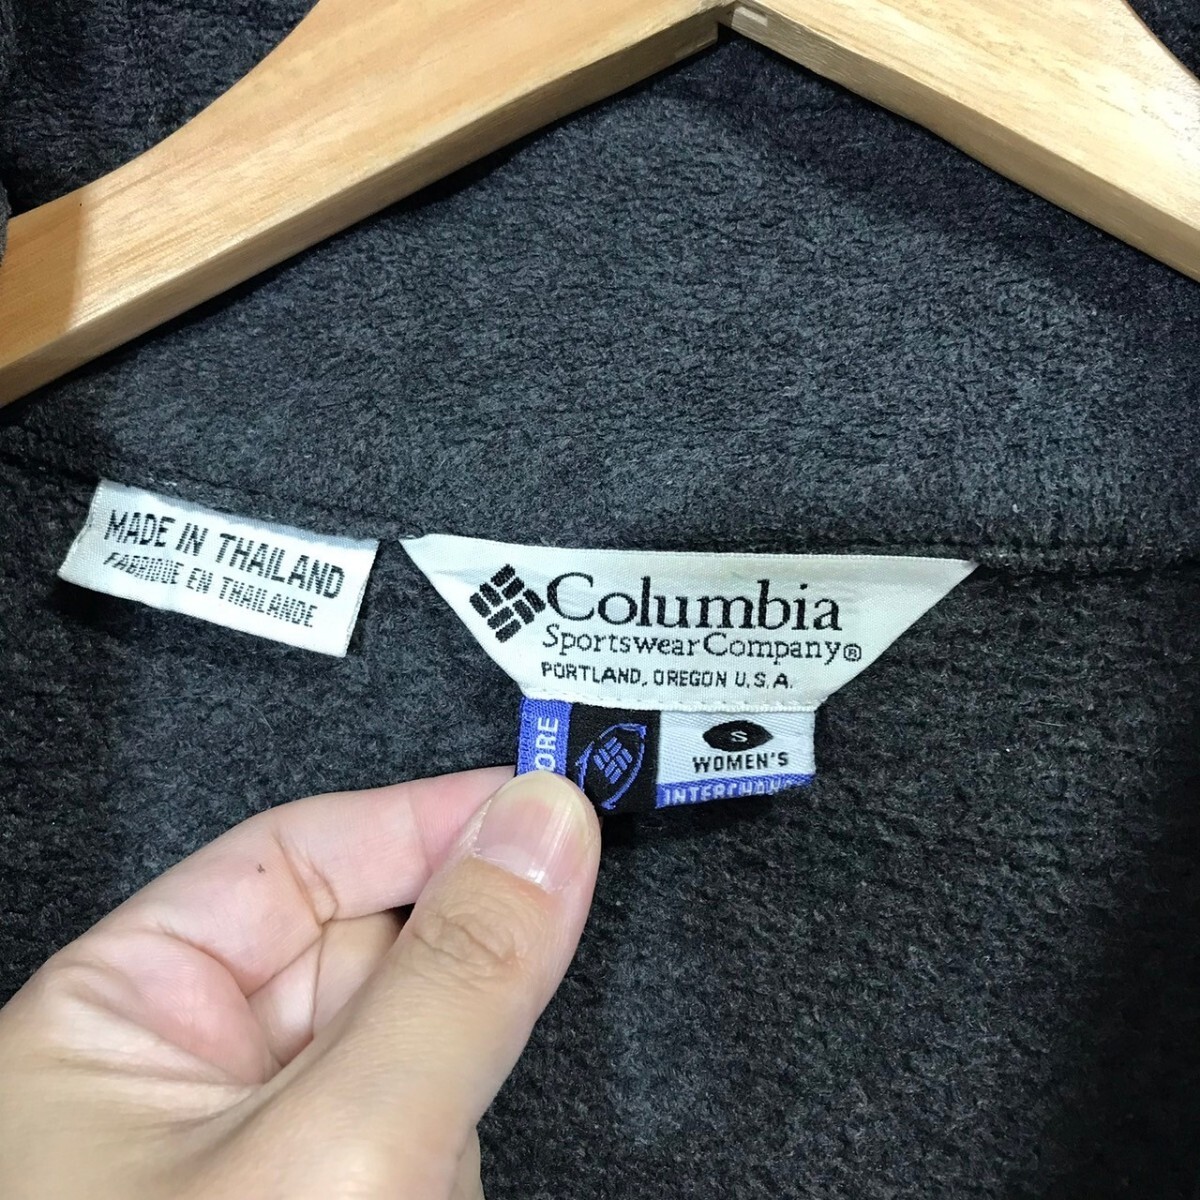 MADE IN THAILAND
FABRIQUE EN THAILANDE
Columbia
Sportswear Company®
PORTLAND, OREGON U.S.A.
S
WOMEN'S